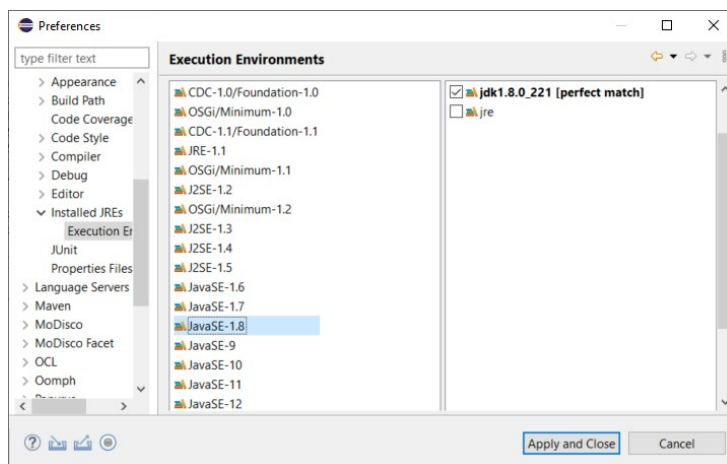 Preferences
type filter text
Execution Environments
Appearance
Build Path
Code Coverage
Code Style
Compiler
Debug
Editor
Installed JREs
Execution Er
JUnit
Properties Files
Language Servers
Maven
MoDisco
MoDisco Facet
OCL
Oomph
Papyrus
CDC-1.0/Foundation-1.0
OSGi/Minimum-1.0
CDC-1.1/Foundation-1.1
JRE-1.1
OSGi/Minimum-1.1
J2SE-1.2
OSGi/Minimum-1.2
J2SE-1.3
J2SE-1.4
J2SE-1.5
JavaSE-1.6
JavaSE-1.7
JavaSE-1.8
JavaSE-9
JavaSE-10
JavaSE-11
JavaSE-12
jdk1.8.0_221 [perfect match]
jre
Apply and Close
Cancel